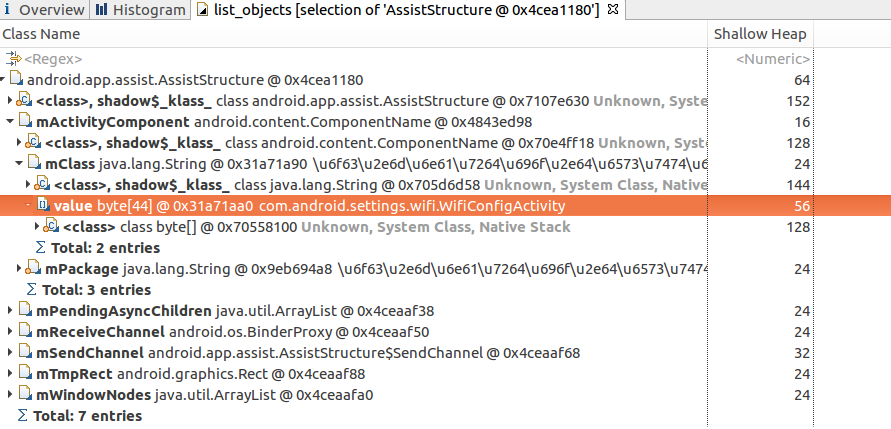 Overview Histogram list_objects [selection of 'AssistStructure @ 0x4cea1180']
Class Name Shallow Heap
<Regex> <Numeric>
android.app.assist.AssistStructure @ 0x4cea1180 64
<class>, shadow$_klass_ class android.app.assist.AssistStructure @ 0x7107e630 Unknown, Syste 152
mActivityComponent android.content.ComponentName @ 0x4843ed98 16
<class>, shadow$_klass_ class android.content.ComponentName @ 0x70e4ff18 Unknown, Syst 128
mClass java.lang.String @ 0x31a71a90 \u6f63\u2e6d\u6e61\u7264\u696f\u2e64\u6573\u7474\u6 24
<class>, shadow$_klass_ class java.lang.String @ 0x705d6d58 Unknown, System Class, Native 144
value byte[44] @ 0x31a71aa0 com.android.settings.wifi.WifiConfigActivity 56
<class> class byte[] @ 0x70558100 Unknown, System Class, Native Stack 128
Σ Total: 2 entries
mPackage java.lang.String @ 0x9eb694a8 \u6f63\u2e6d\u6e61\u7264\u696f\u2e64\u6573\u7474 24
Σ Total: 3 entries
mPendingAsyncChildren java.util.ArrayList @ 0x4ceaaf38 24
mReceiveChannel android.os.BinderProxy @ 0x4ceaaf50 24
mSendChannel android.app.assist.AssistStructure$SendChannel @ 0x4ceaaf68 32
mTmpRect android.graphics.Rect @ 0x4ceaaf88 24
mWindowNodes java.util.ArrayList @ 0x4ceaafa0 24
Σ Total: 7 entries